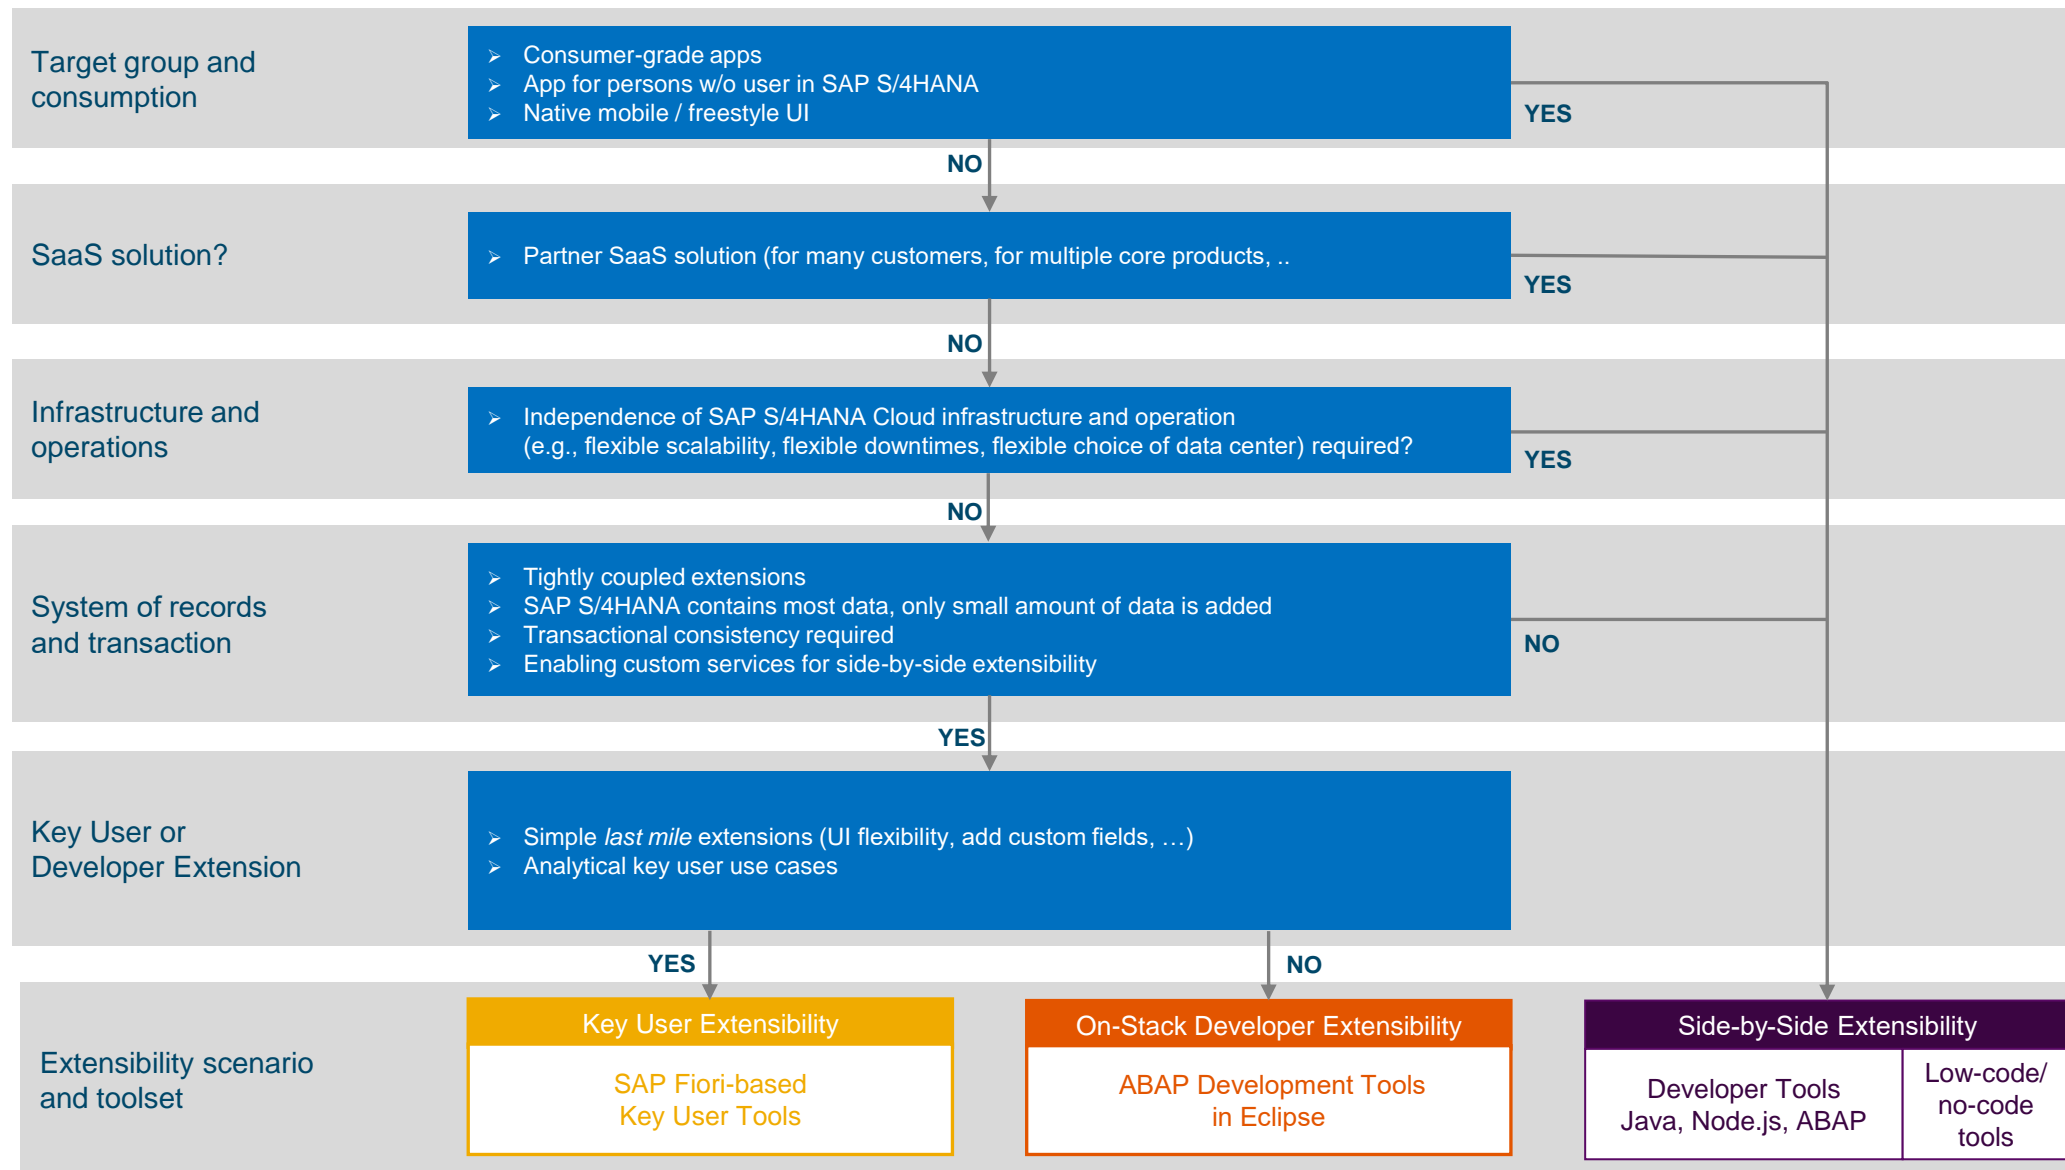 Target group and
consumption
➢ Consumer-grade apps
➢ App for persons w/o user in SAP S/4HANA
➢ Native mobile / freestyle UI
YES
NO
SaaS solution?
➢ Partner SaaS solution (for many customers, for multiple core products, ..
YES
NO
Infrastructure and
operations
➢ Independence of SAP S/4HANA Cloud infrastructure and operation
(e.g., flexible scalability, flexible downtimes, flexible choice of data center) required?
YES
NO
System of records
and transaction
➢ Tightly coupled extensions
➢ SAP S/4HANA contains most data, only small amount of data is added
➢ Transactional consistency required
➢ Enabling custom services for side-by-side extensibility
NO
YES
Key User or
Developer Extension
➢ Simple last mile extensions (UI flexibility, add custom fields, …)
➢ Analytical key user use cases
YES
NO
Extensibility scenario
and toolset
Key User Extensibility
SAP Fiori-based
Key User Tools
On-Stack Developer Extensibility
ABAP Development Tools
in Eclipse
Side-by-Side Extensibility
Developer Tools
Java, Node.js, ABAP
Low-code/
no-code
tools